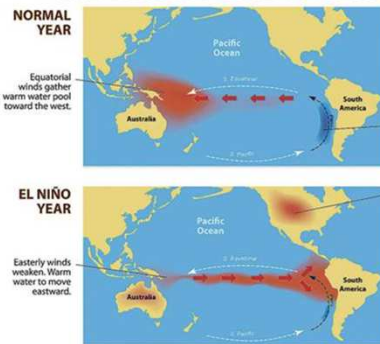 NORMAL
YEAR
Pacific
Ocean
Equatorial
winds gather
warm water pool
toward the west.
South
America
Australia
EL NIÑO
YEAR
Pacific
Ocean
Easterly winds
weaken. Warm
water to move
eastward.
South
America
Australia